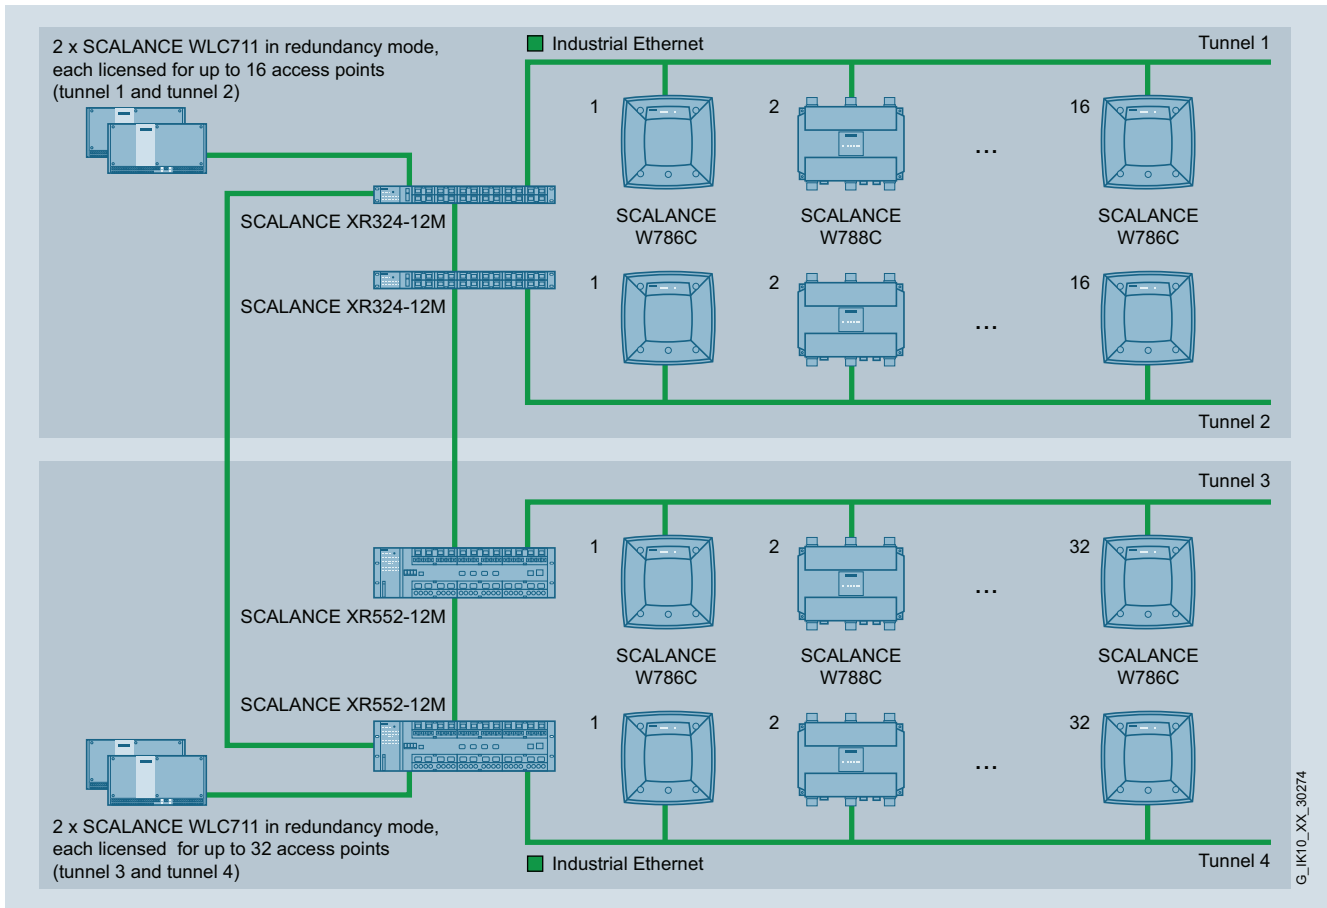 2 x SCALANCE WLC711 in redundancy mode,
each licensed for up to 16 access points
(tunnel 1 and tunnel 2)
Industrial Ethernet
Tunnel 1
1
2
...
16
SCALANCE XR324-12M
SCALANCE
W786C
SCALANCE
W788C
SCALANCE
W786C
SCALANCE XR324-12M
1
2
...
16
Tunnel 2
Tunnel 3
1
2
...
32
SCALANCE XR552-12M
SCALANCE
W786C
SCALANCE
W788C
SCALANCE
W786C
SCALANCE XR552-12M
1
2
...
32
2 x SCALANCE WLC711 in redundancy mode,
each licensed  for up to 32 access points
(tunnel 3 and tunnel 4)
Industrial Ethernet
Tunnel 4
G_IK10_XX_30274